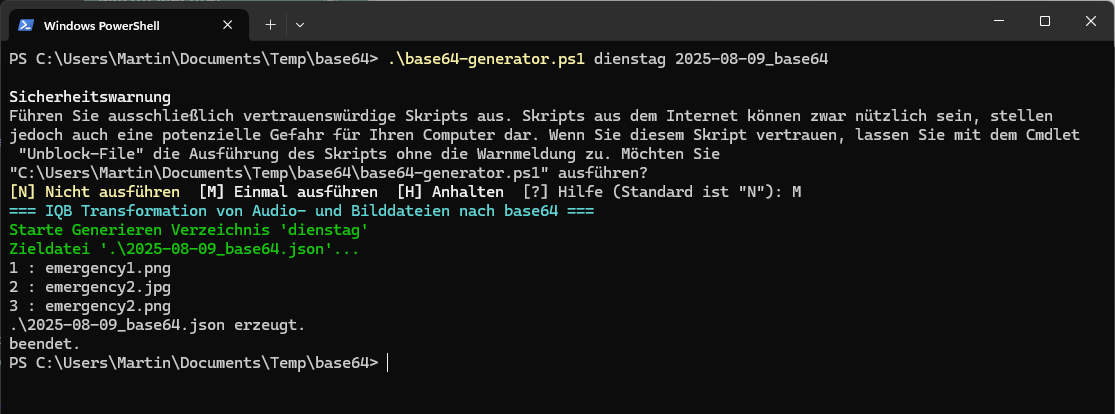 Windows PowerShell
PS C:\Users\Martin\Documents\Temp\base64> .\base64-generator.ps1 dienstag 2025-08-09_base64
Sicherheitswarnung
Führen Sie ausschließlich vertrauenswürdige Skripts aus. Skripts aus dem Internet können zwar nützlich sein, stellen
jedoch auch eine potenzielle Gefahr für Ihren Computer dar. Wenn Sie diesem Skript vertrauen, lassen Sie mit dem Cmdlet
"Unblock-File" die Ausführung des Skripts ohne die Warnmeldung zu. Möchten Sie
"C:\Users\Martin\Documents\Temp\base64\base64-generator.ps1" ausführen?
[N] Nicht ausführen  [M] Einmal ausführen  [H] Anhalten  [?] Hilfe (Standard ist "N"): M
=== IQB Transformation von Audio- und Bilddateien nach base64 ===
Starte Generieren Verzeichnis 'dienstag'
Zieldatei '.\2025-08-09_base64.json'...
1 : emergency1.png
2 : emergency2.jpg
3 : emergency2.png
.\2025-08-09_base64.json erzeugt.
beendet.
PS C:\Users\Martin\Documents\Temp\base64>